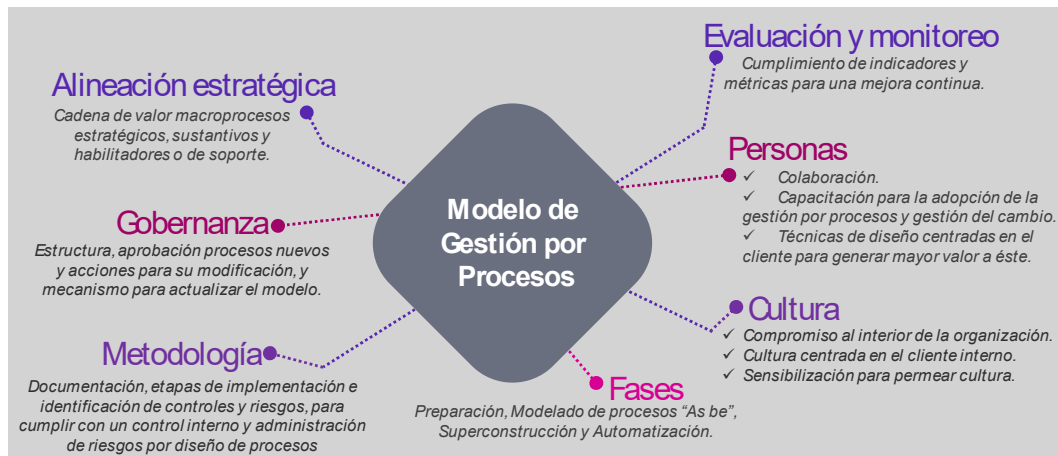 Alineación estratégica
Cadena de valor macroprocesos
estratégicos, sustantivos y
habilitadores o de soporte.
Gobernanza
Estructura, aprobación procesos nuevos
y acciones para su modificación, y
mecanismo para actualizar el modelo.
Metodología
Documentación, etapas de implementación e
identificación de controles y riesgos, para
cumplir con un control interno y administración
de riesgos por diseño de procesos
Modelo de
Gestión por
Procesos
Evaluación y monitoreo
Cumplimiento de indicadores y
métricas para una mejora continua.
Personas
✓ Colaboración.
✓ Capacitación para la adopción de la
gestión por procesos y gestión del cambio.
✓ Técnicas de diseño centradas en el
cliente para generar mayor valor a éste.
Cultura
✓ Compromiso al interior de la organización.
✓ Cultura centrada en el cliente interno.
✓ Sensibilización para permear cultura.
Fases
Preparación, Modelado de procesos “As be”,
Superconstrucción y Automatización.